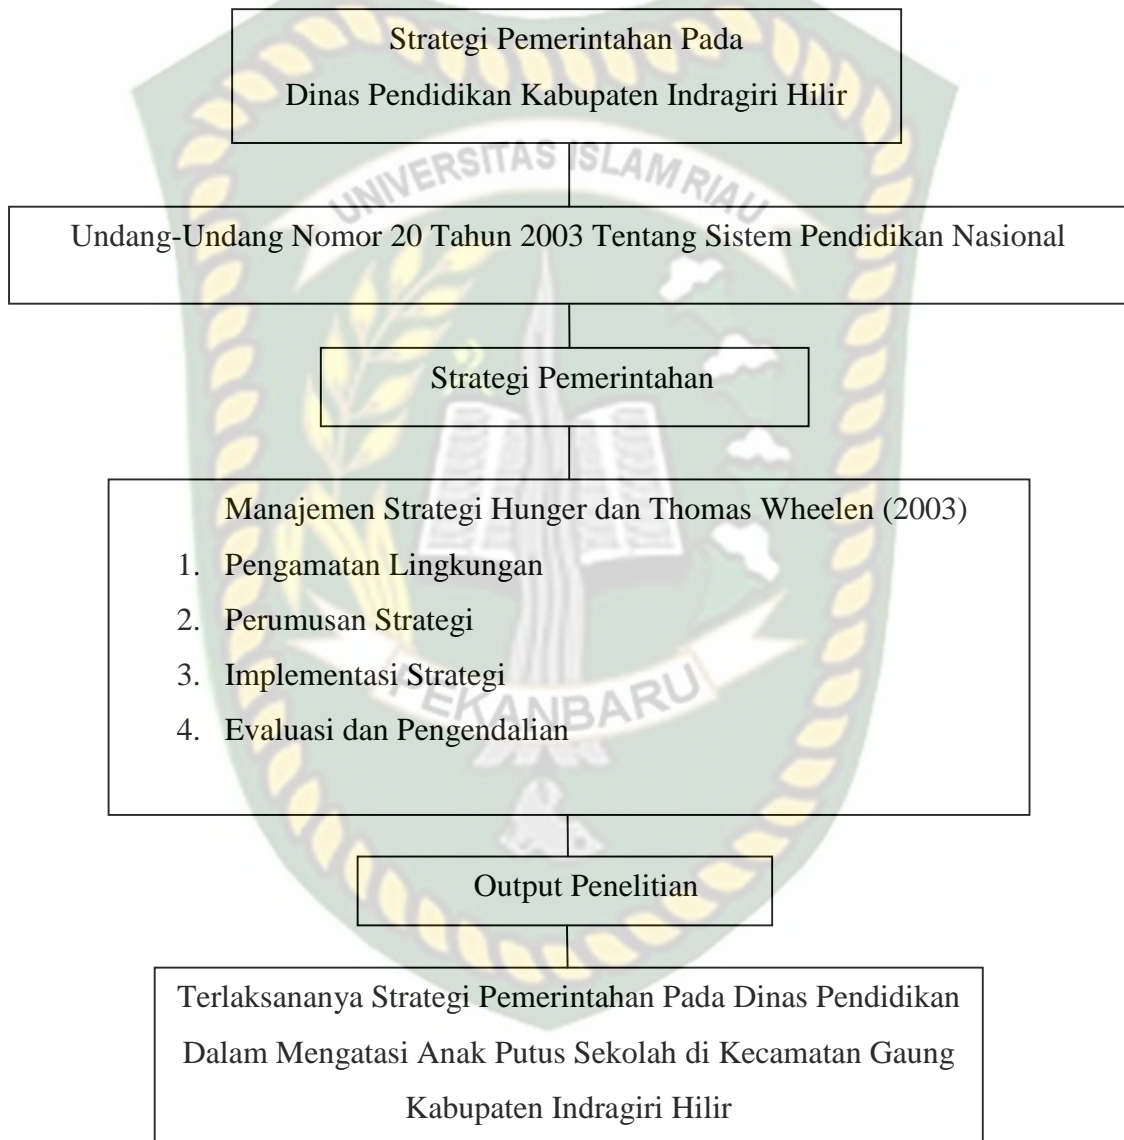 Strategi Pemerintahan Pada
Dinas Pendidikan Kabupaten Indragiri Hilir
UNIVERSITAS ISLAM RIAU
Undang-Undang Nomor 20 Tahun 2003 Tentang Sistem Pendidikan Nasional
Strategi Pemerintahan
Manajemen Strategi Hunger dan Thomas Wheelen (2003)
1. Pengamatan Lingkungan
2. Perumusan Strategi
3. Implementasi Strategi
PEKANBARU
4. Evaluasi dan Pengendalian
Output Penelitian
Terlaksananya Strategi Pemerintahan Pada Dinas Pendidikan
Dalam Mengatasi Anak Putus Sekolah di Kecamatan Gaung
Kabupaten Indragiri Hilir